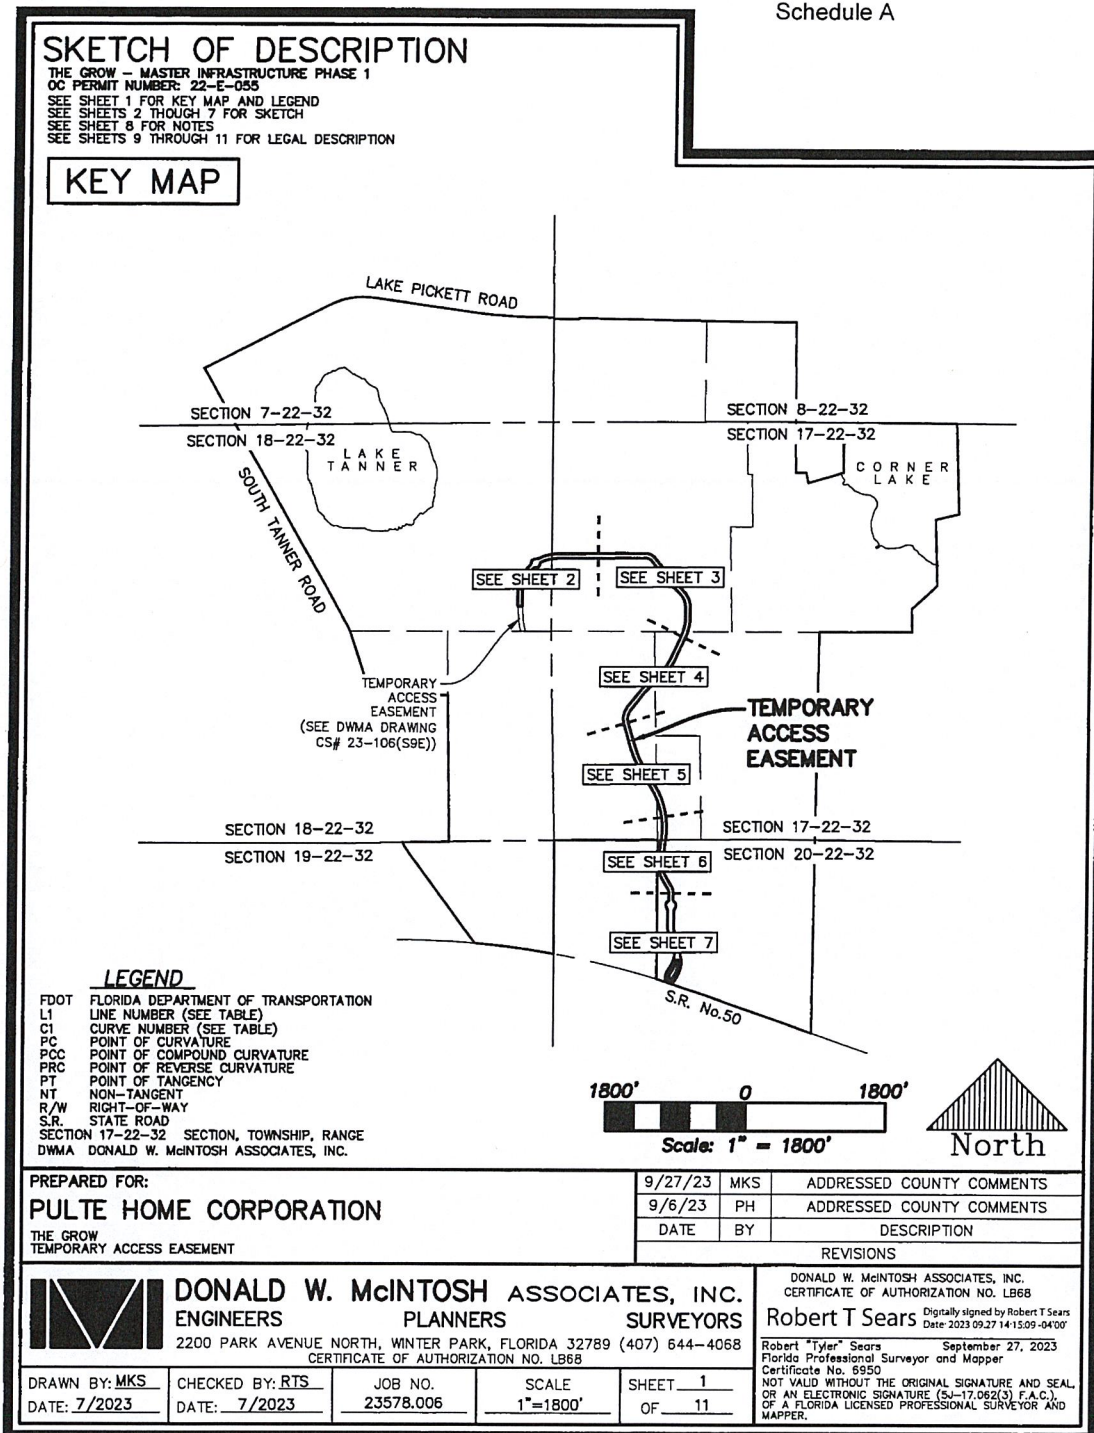 Schedule A
SKETCH OF DESCRIPTION
THE GROW – MASTER INFRASTRUCTURE PHASE 1
OC PERMIT NUMBER: 22-E-055
SEE SHEET 1 FOR KEY MAP AND LEGEND
SEE SHEETS 2 THOUGH 7 FOR SKETCH
SEE SHEET 8 FOR NOTES
SEE SHEETS 9 THROUGH 11 FOR LEGAL DESCRIPTION
KEY MAP
LAKE PICKETT ROAD
SECTION 7-22-32
SECTION 18-22-32
SECTION 8-22-32
SECTION 17-22-32
LAKE
TANNER
CORNER
LAKE
SOUTH TANNER ROAD
SEE SHEET 2
SEE SHEET 3
SEE SHEET 4
TEMPORARY
ACCESS
EASEMENT
(SEE DWMA DRAWING
CS# 23-106(S9E))
TEMPORARY
ACCESS
EASEMENT
SEE SHEET 5
SECTION 18-22-32
SECTION 19-22-32
SECTION 17-22-32
SECTION 20-22-32
SEE SHEET 6
SEE SHEET 7
S.R. No.50
LEGEND
FDOT FLORIDA DEPARTMENT OF TRANSPORTATION
L1 LINE NUMBER (SEE TABLE)
C1 CURVE NUMBER (SEE TABLE)
PC POINT OF CURVATURE
PCC POINT OF COMPOUND CURVATURE
PRC POINT OF REVERSE CURVATURE
PT POINT OF TANGENCY
NT NON-TANGENT
R/W RIGHT-OF-WAY
S.R. STATE ROAD
SECTION 17-22-32 SECTION, TOWNSHIP, RANGE
DWMA DONALD W. McINTOSH ASSOCIATES, INC.
1800' 0 1800'
Scale: 1" = 1800'
North
PREPARED FOR:
PULTE HOME CORPORATION
THE GROW
TEMPORARY ACCESS EASEMENT
9/27/23 MKS ADDRESSED COUNTY COMMENTS
9/6/23 PH ADDRESSED COUNTY COMMENTS
DATE BY DESCRIPTION
REVISIONS
DONALD W. McINTOSH ASSOCIATES, INC.
ENGINEERS PLANNERS SURVEYORS
2200 PARK AVENUE NORTH, WINTER PARK, FLORIDA 32789 (407) 644-4068
CERTIFICATE OF AUTHORIZATION NO. LB68
DRAWN BY: MKS
DATE: 7/2023
CHECKED BY: RTS
DATE: 7/2023
JOB NO.
23578.006
SCALE
1"=1800'
SHEET 1
OF 11
DONALD W. McINTOSH ASSOCIATES, INC.
CERTIFICATE OF AUTHORIZATION NO. LB68
Robert T Sears
Digitally signed by Robert T Sears
Date: 2023 09.27 14:15:09 -04'00'
Robert "Tyler" Sears September 27, 2023
Florida Professional Surveyor and Mapper
Certificate No. 6950
NOT VALID WITHOUT THE ORIGINAL SIGNATURE AND SEAL,
OR AN ELECTRONIC SIGNATURE (5J-17.062(3) F.A.C.),
OF A FLORIDA LICENSED PROFESSIONAL SURVEYOR AND
MAPPER.